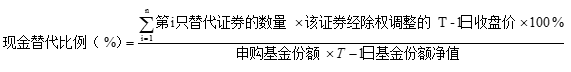 现金替代比例（%）=
n
∑第i只替代证券的数量 ×该证券经除权调整的 T-1日收盘价 ×100%
i=1
申购基金份额 ×T-1日基金份额净值